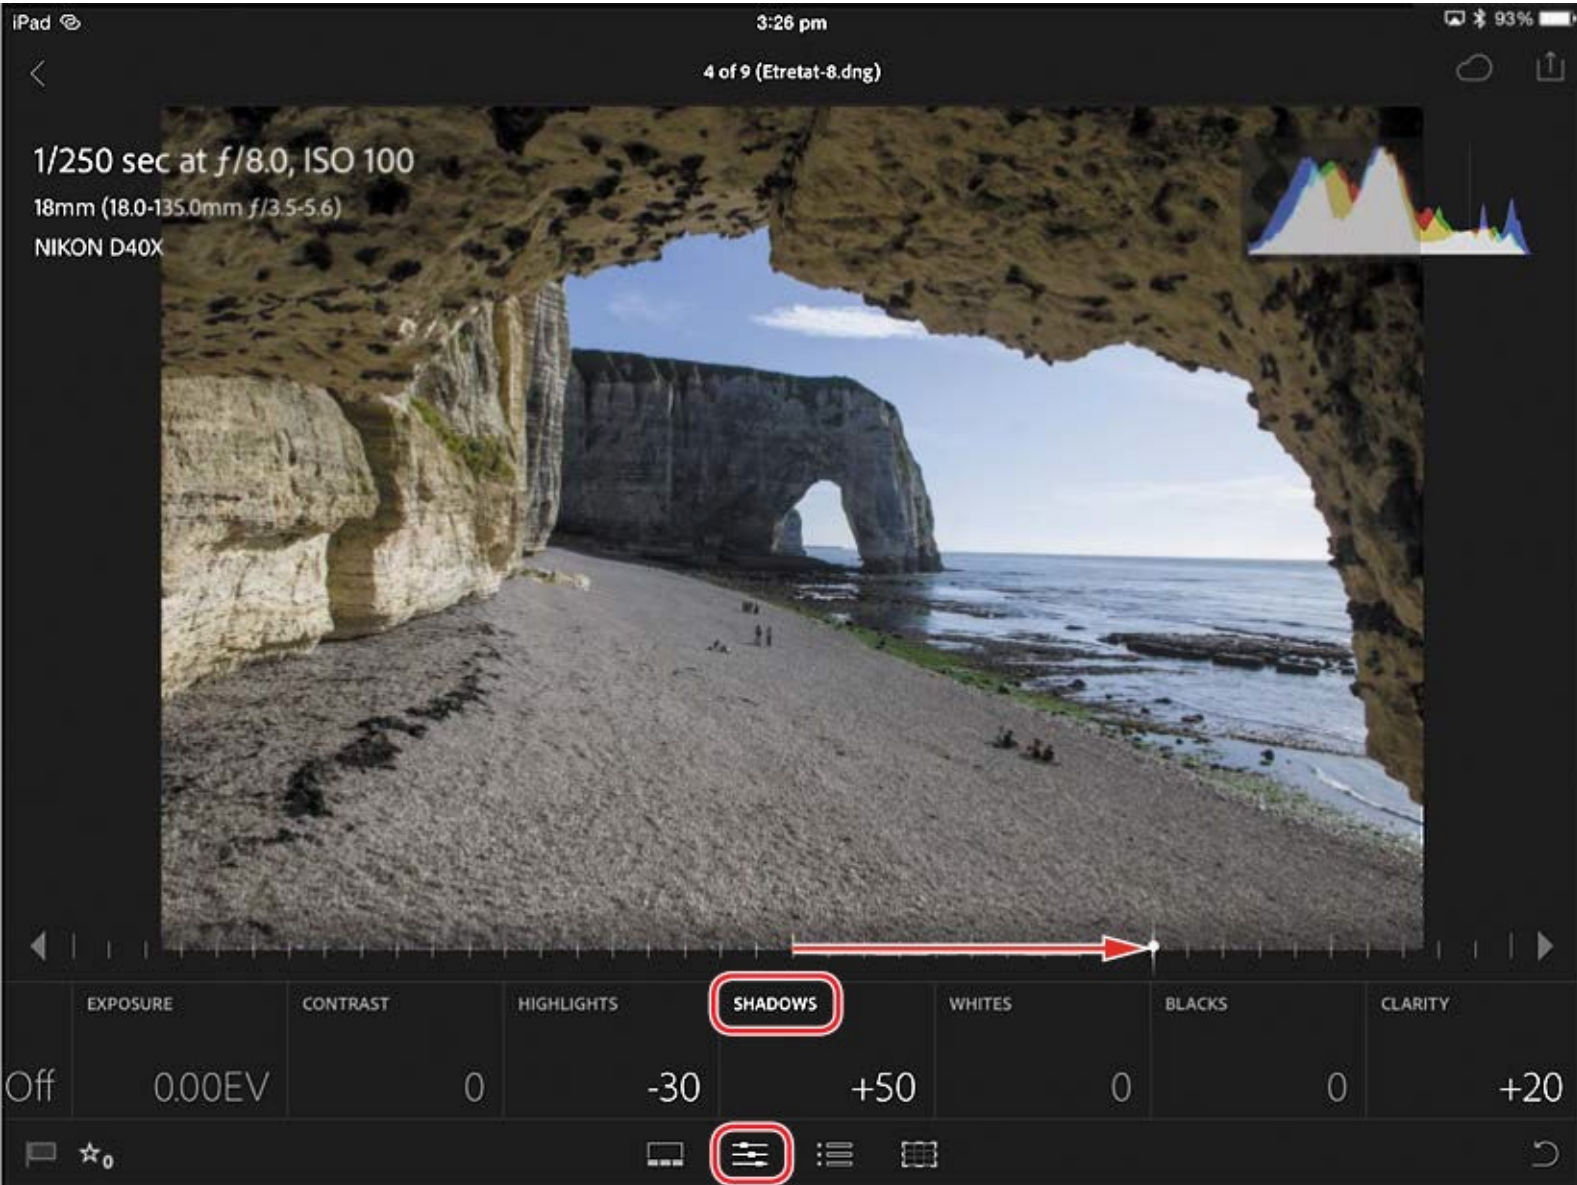 iPad
3:26 pm
93%
4 of 9 (Etretat-8.dng)
1/250 sec at ƒ/8.0, ISO 100
18mm (18.0-135.0mm ƒ/3.5-5.6)
NIKON D40X
EXPOSURE CONTRAST HIGHLIGHTS SHADOWS WHITES BLACKS CLARITY
Off 0.00EV 0 -30 +50 0 0 +20
0